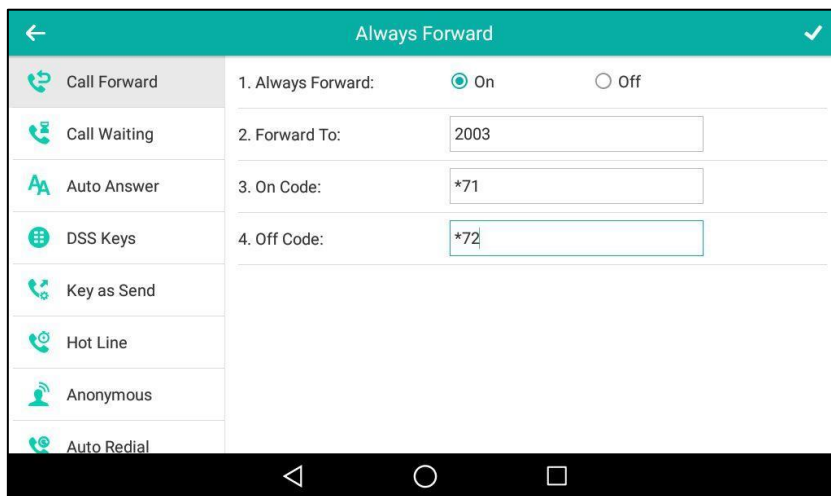 Always Forward
Call Forward
1. Always Forward: On Off
Call Waiting
2. Forward To: 2003
Auto Answer
3. On Code: *71
DSS Keys
4. Off Code: *72
Key as Send
Hot Line
Anonymous
Auto Redial